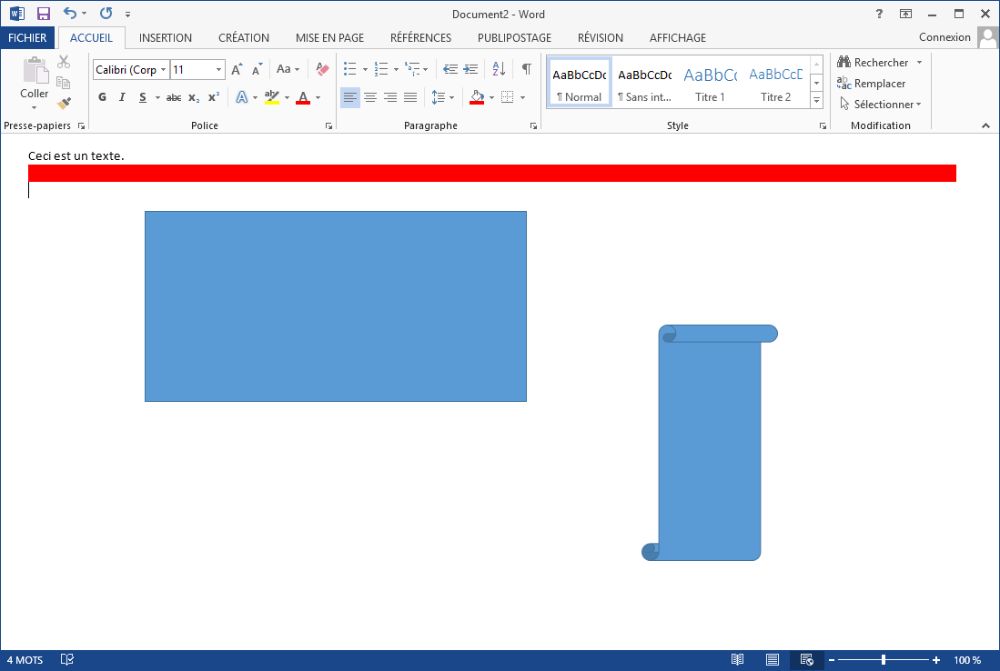 Document2 - Word
?
FICHIER ACCUEIL INSERTION CRÉATION MISE EN PAGE RÉFÉRENCES PUBLIPOSTAGE RÉVISION AFFICHAGE Connexion
Coller
Presse-papiers
Calibri (Corp 11 A A Aa
G I S abc x₂ x² A aby A
Police
Paragraphe
AaBbCcDc AaBbCcDc AaBbCc AaBbCcD
¶ Normal ¶ Sans int... Titre 1 Titre 2
Style
Rechercher
Remplacer
Sélectionner
Modification
Ceci est un texte.
4 MOTS 100 %